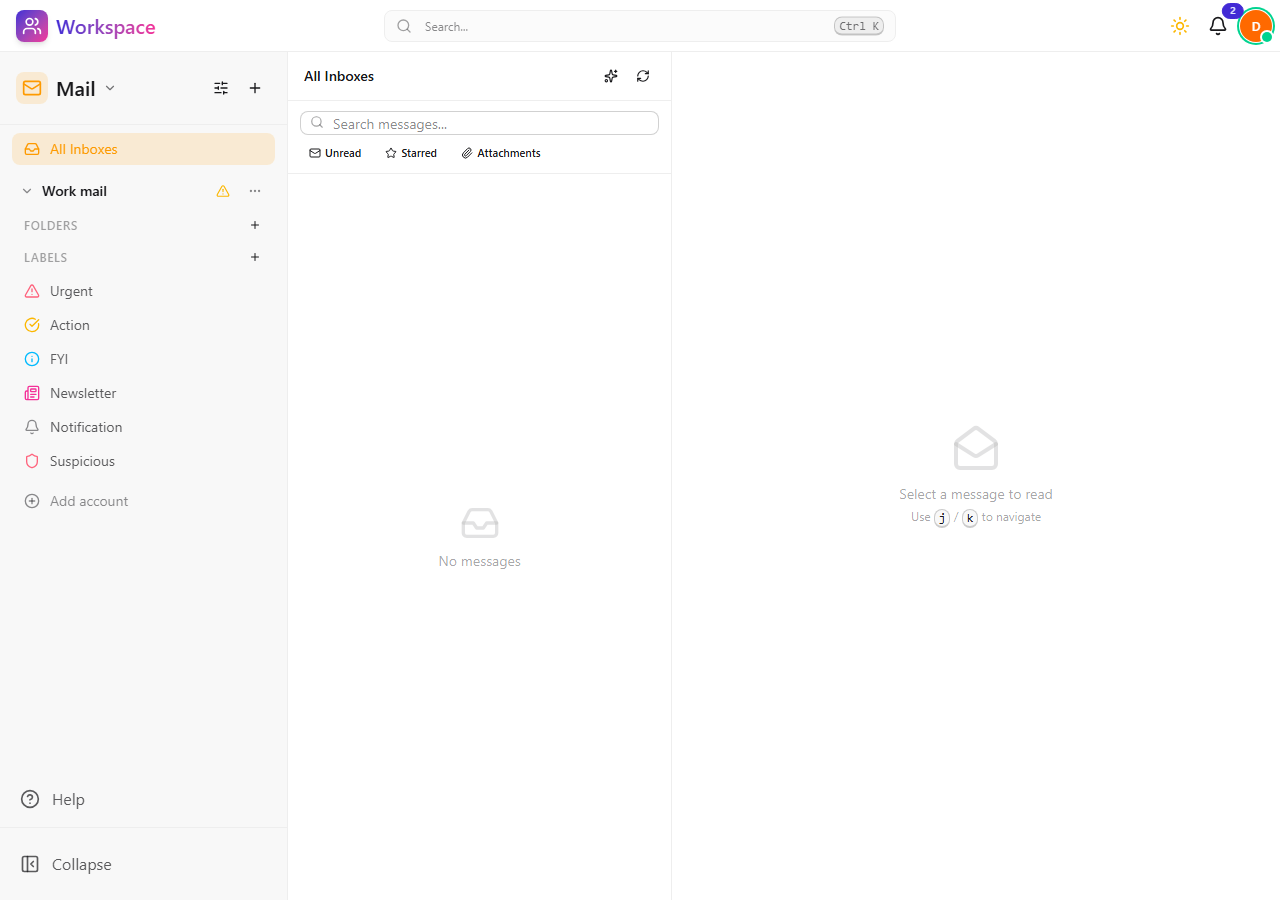 Workspace
Search...
Ctrl K
2
D
Mail
All Inboxes
Work mail
FOLDERS
LABELS
Urgent
Action
FYI
Newsletter
Notification
Suspicious
Add account
Help
Collapse
All Inboxes
Search messages...
Unread Starred Attachments
No messages
Select a message to read
Use j / k to navigate